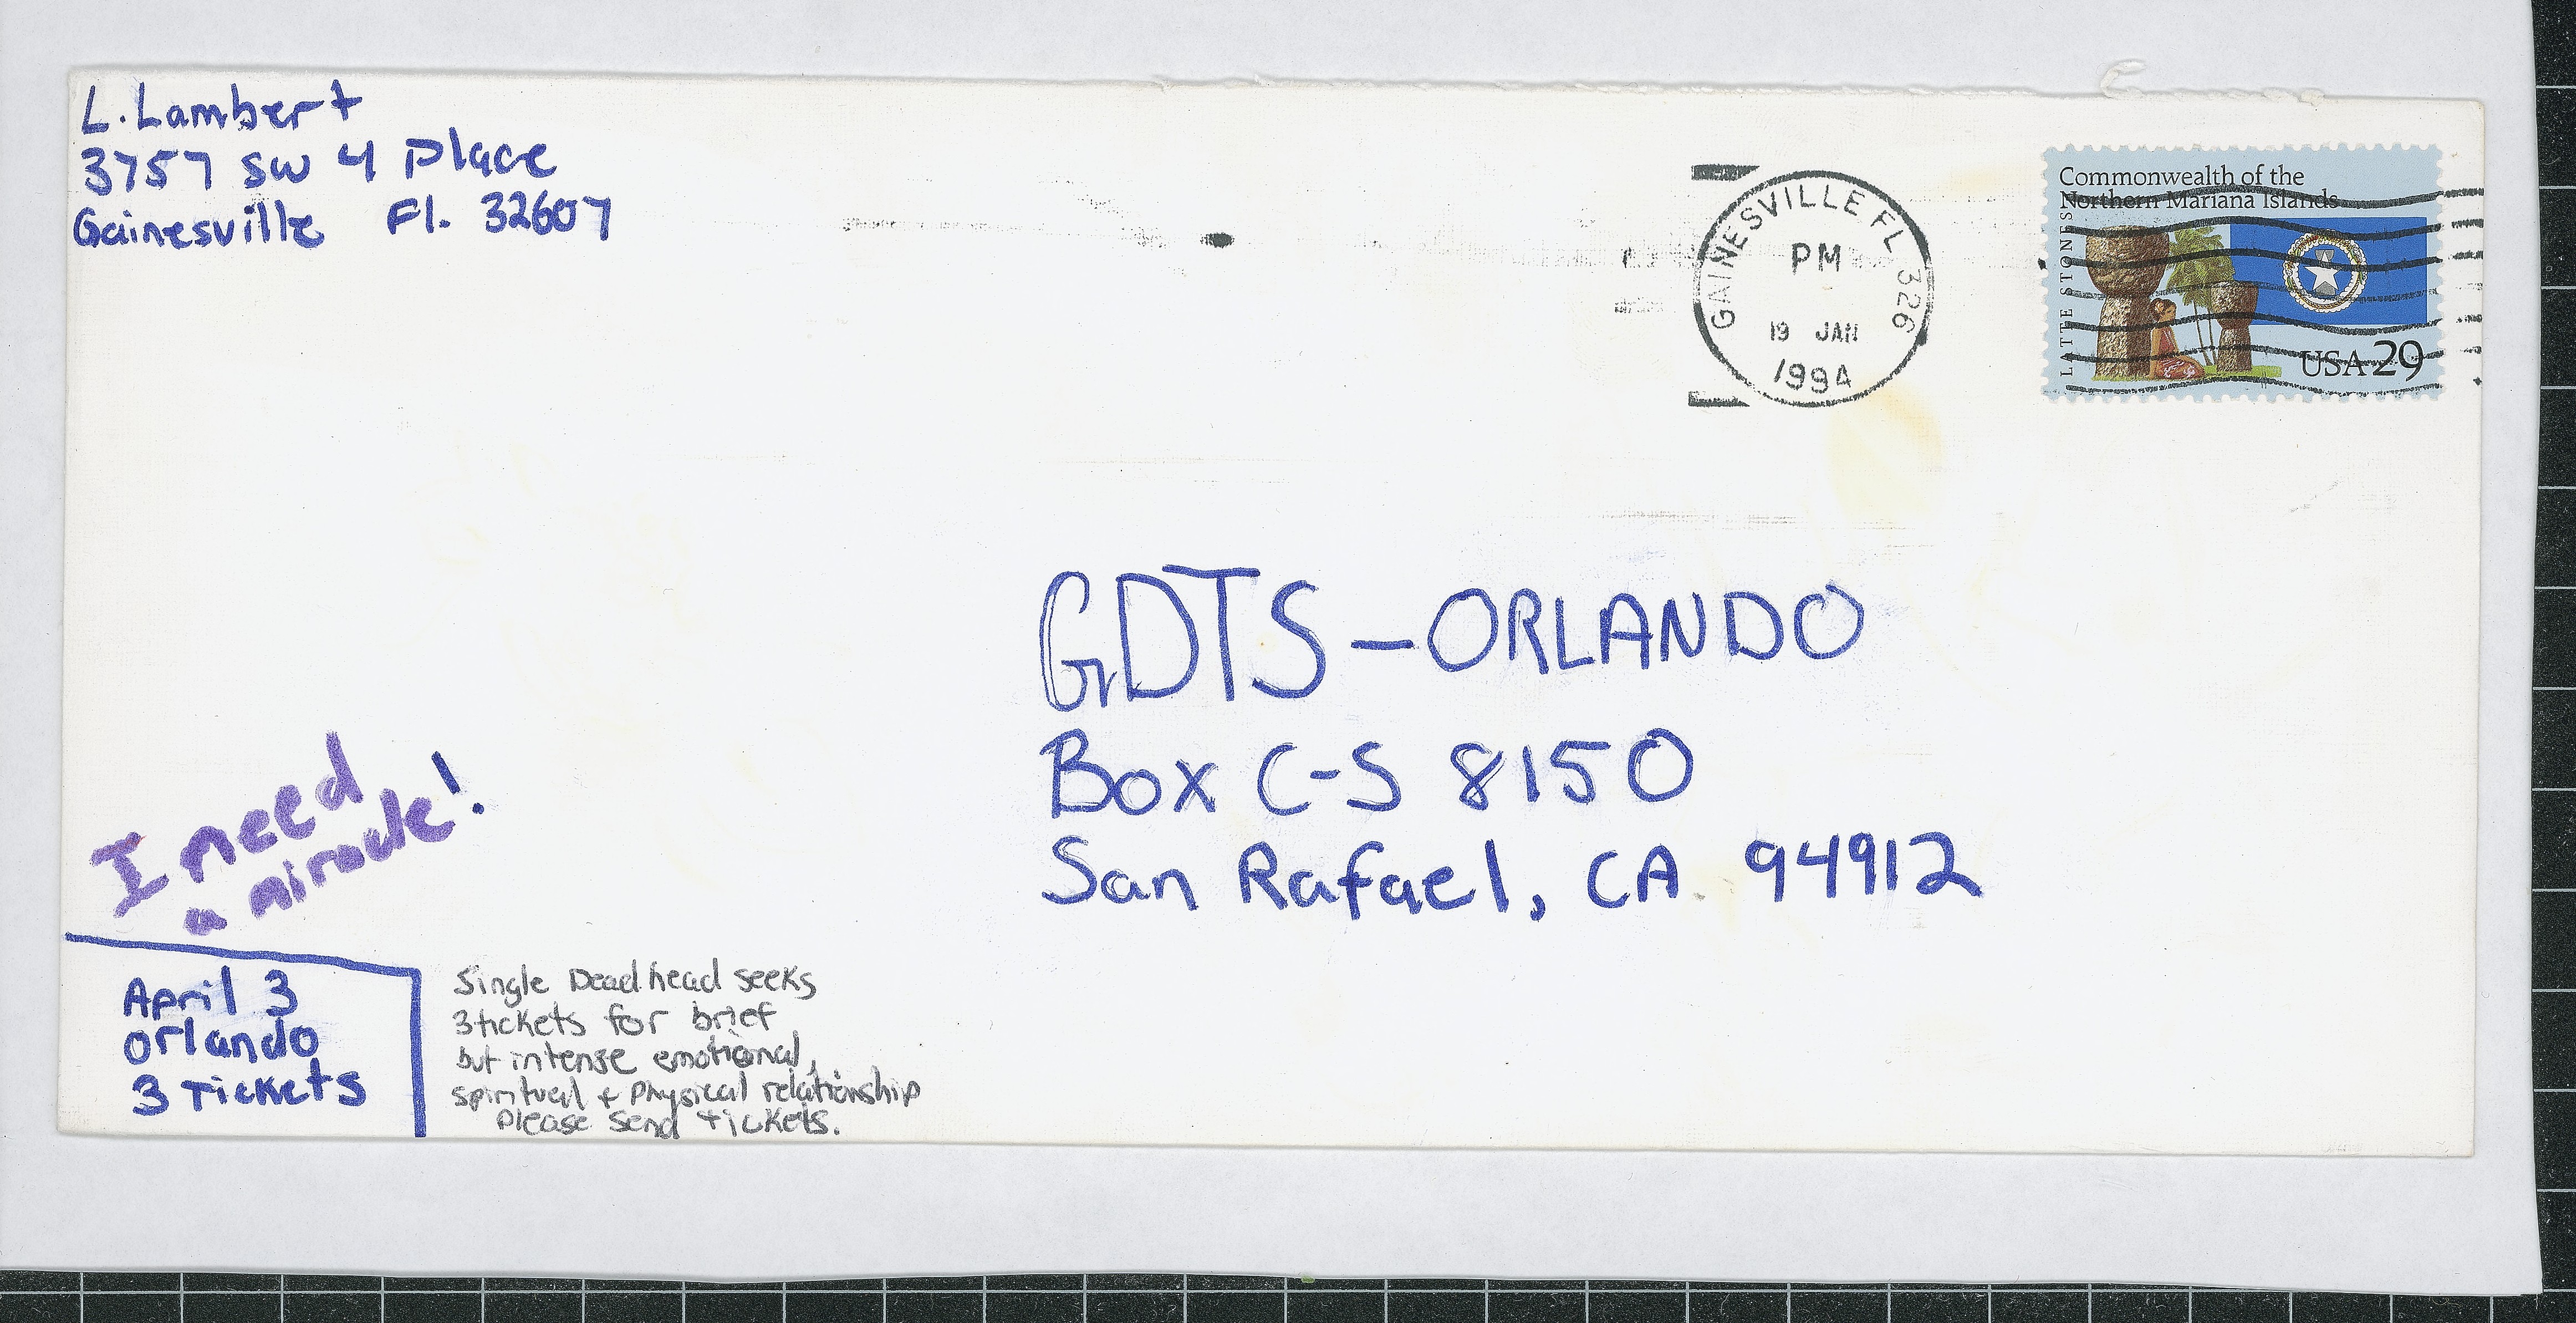 L. Lambert
3757 SW 4 Place
Gainesville Fl. 32607
GAINESVILLE FL 326
PM
19 JAN
1994
Commonwealth of the
Northern Mariana Islands
LATTE STONES
USA 29
GDTS-ORLANDO
Box C-S 8150
San Rafael, CA 94912
I need
a miracle!
April 3
Orlando
3 Tickets
Single Deadhead seeks
3 tickets for brief
but intense emotional,
spiritual + Physical relationship
Please Send tickets.